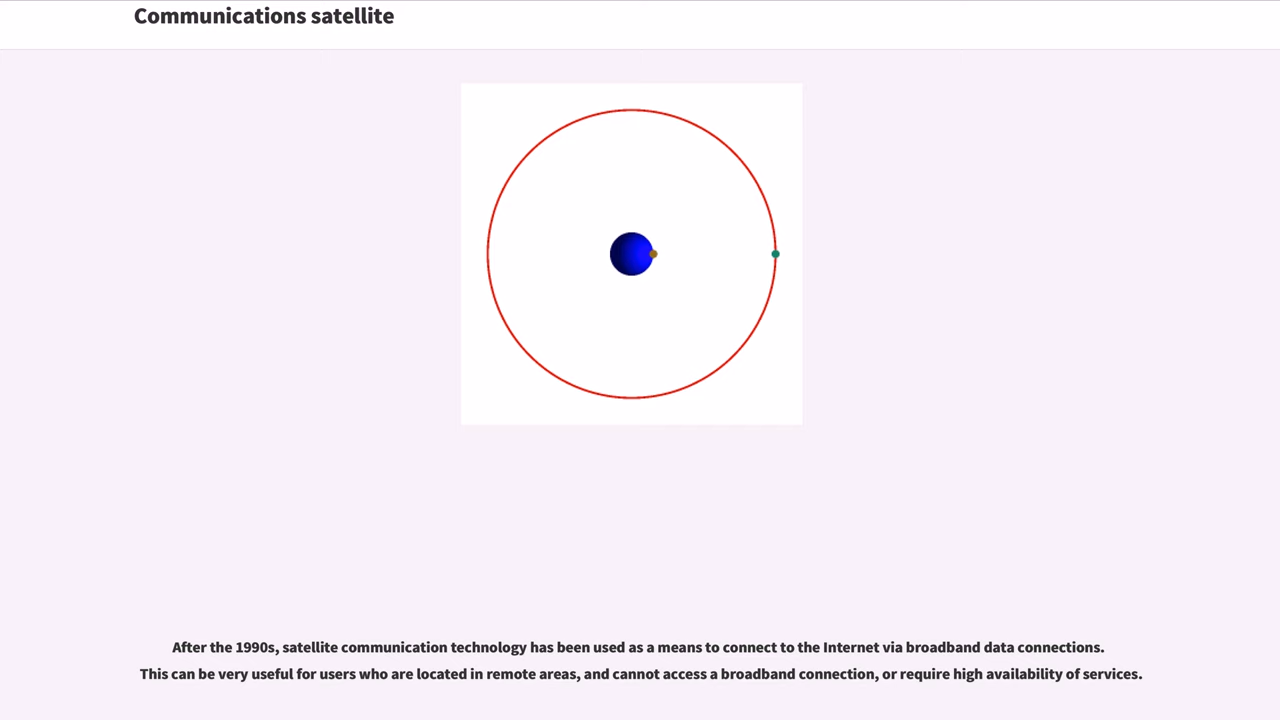 Communications satellite
After the 1990s, satellite communication technology has been used as a means to connect to the Internet via broadband data connections.
This can be very useful for users who are located in remote areas, and cannot access a broadband connection, or require high availability of services.